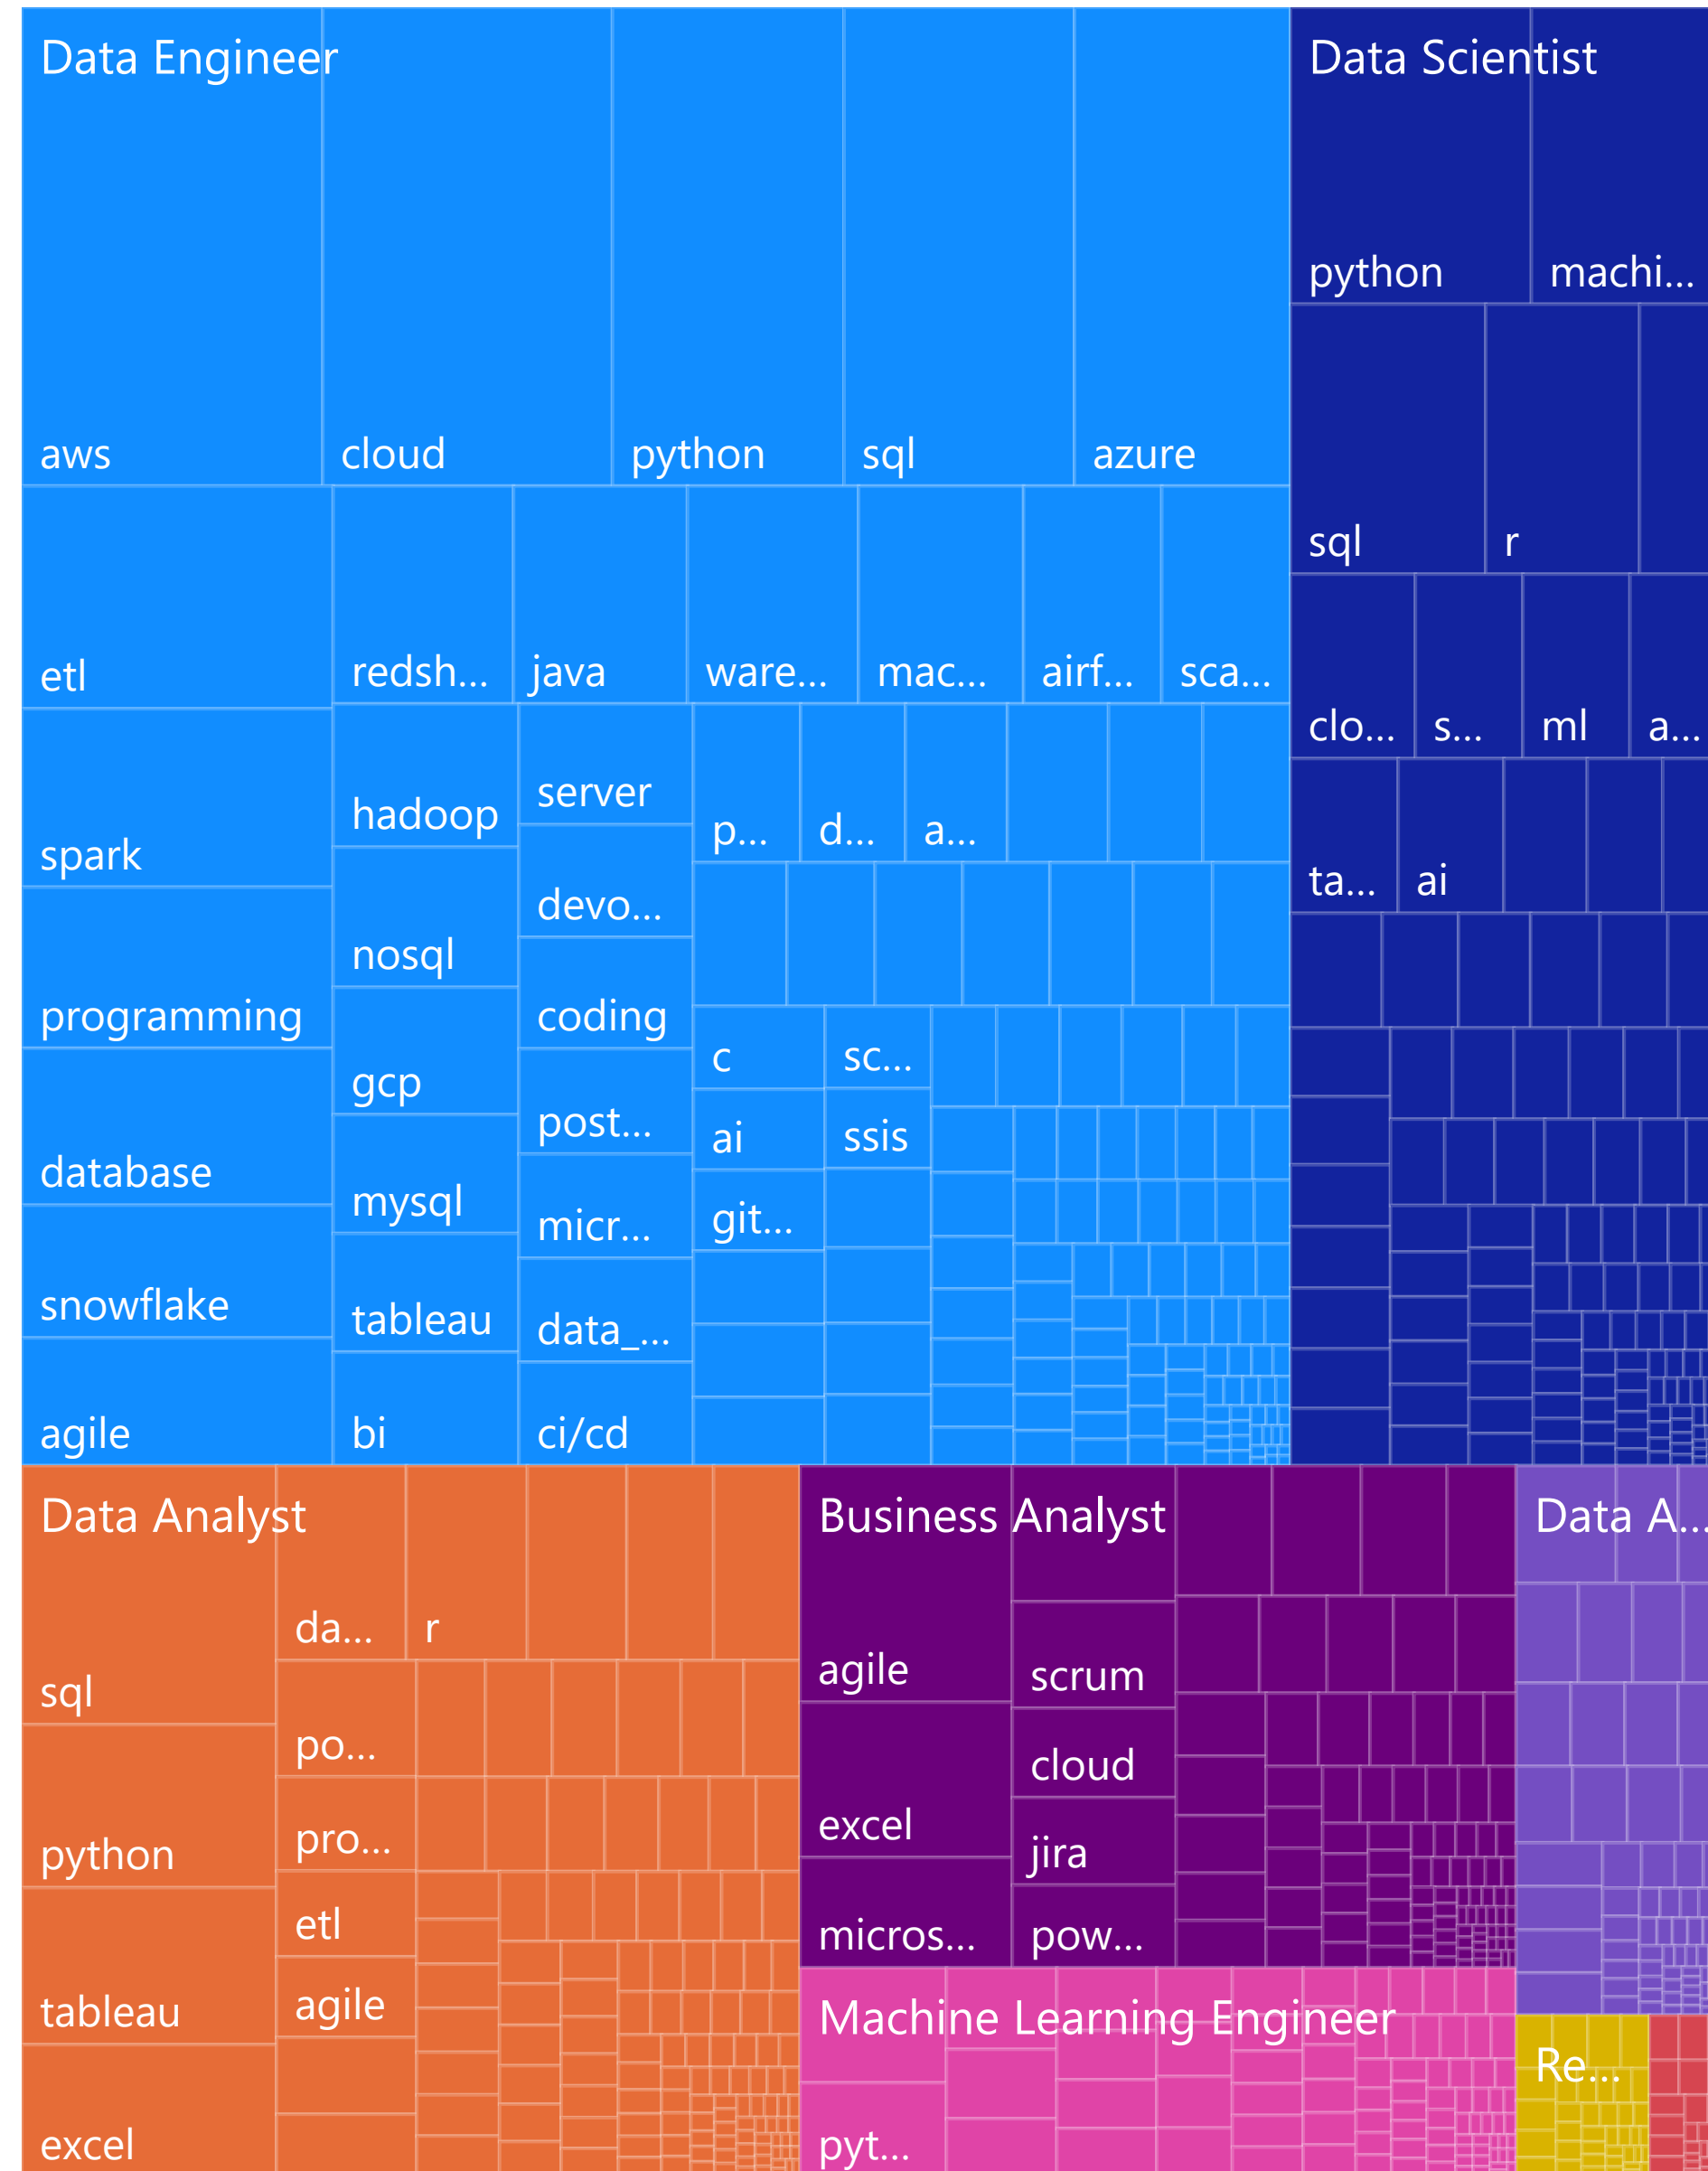 Data Engineer
aws
cloud
python
sql
azure
etl
redsh...
java
ware...
mac...
airf...
sca...
spark
programming
database
snowflake
agile
hadoop
nosql
gcp
mysql
tableau
bi
server
devo...
coding
post...
micr...
data_...
ci/cd
p...
d...
a...
c
sc...
ai
ssis
git...
Data Scientist
python
machi...
sql
r
clo...
s...
ml
a...
ta...
ai
Data Analyst
sql
python
tableau
excel
da...
r
po...
pro...
etl
agile
Business Analyst
agile
excel
micros...
scrum
cloud
jira
pow...
Machine Learning Engineer
pyt...
Data A...
Re...